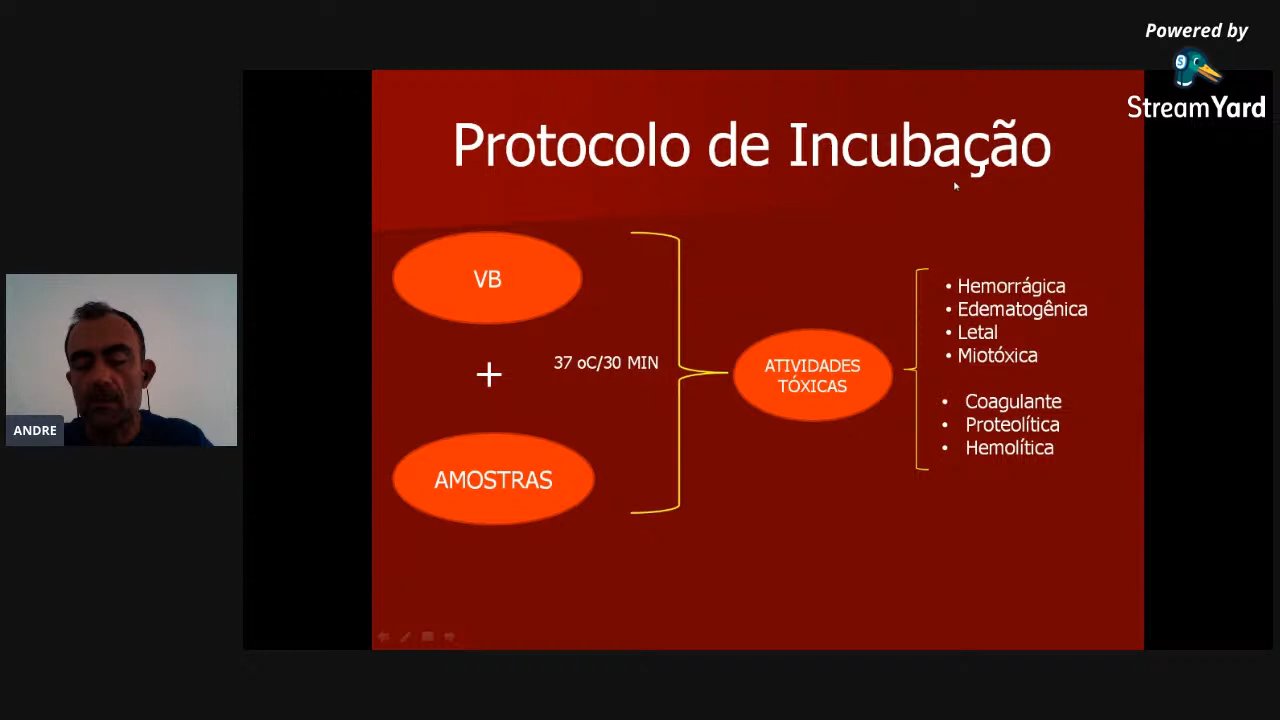 Powered by
StreamYard
Protocolo de Incubação
VB
+
37 oC/30 MIN
AMOSTRAS
ATIVIDADES
TÓXICAS
• Hemorrágica
• Edematogênica
• Letal
• Miotóxica
• Coagulante
• Proteolítica
• Hemolítica
ANDRE